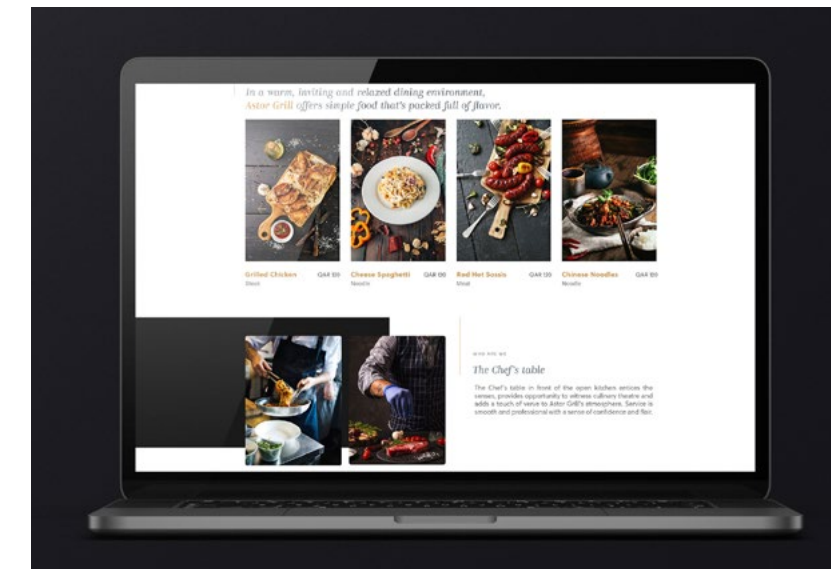 In a warm, inviting and relaxed dining environment,
Astor Grill offers simple food that's packed full of flavor.
Grilled Chicken QAR 120
Cheese Spaghetti QAR
Noodle
Red Hot Sossis QAR 120
Meat
Chinese Noodles QAR
Noodle
The Chef's table
The Chef's table in front of the open kitchen entices the
senses, provides opportunity to witness culinary theatre and
adds a touch of verve to Astor Grill's atmosphere. Service is
smooth and professional with a sense of confidence and flair.